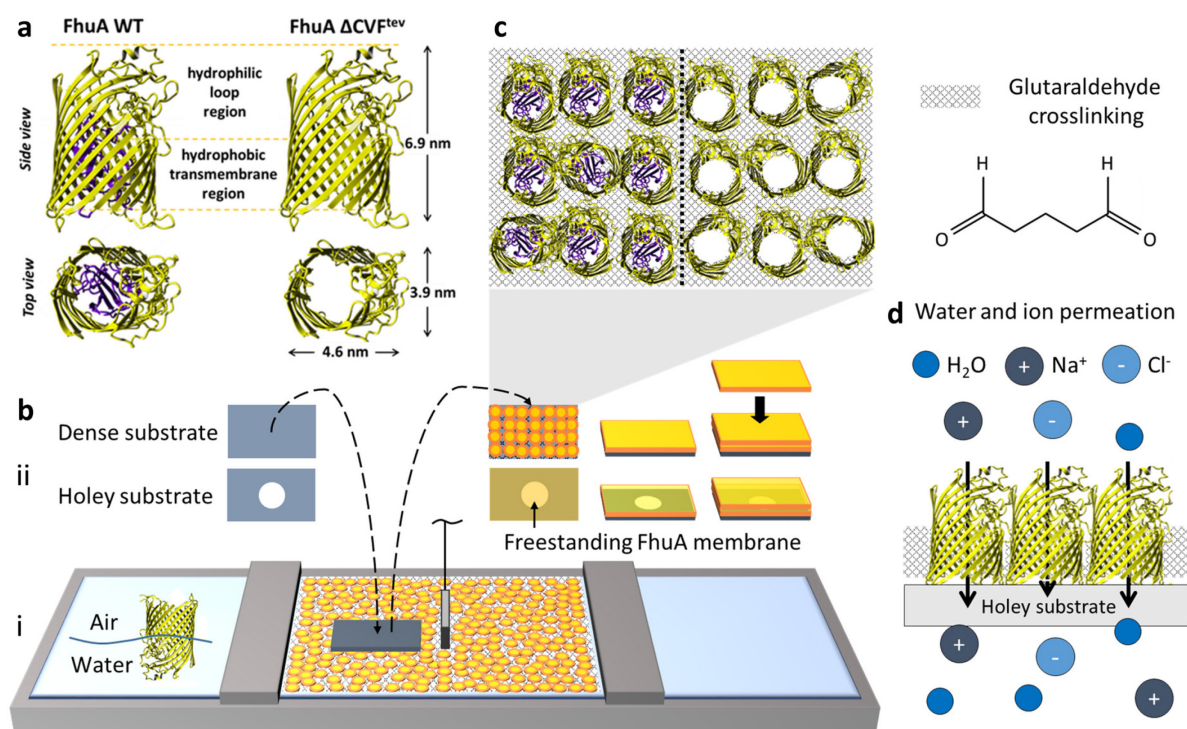 a
FhuA WT
FhuA ΔCVFᵗᵉᵛ
Side view
hydrophilic
loop
region
hydrophobic
transmembrane
region
6.9 nm
Top view
3.9 nm
4.6 nm
c
Glutaraldehyde
crosslinking
H
H
O
O
b
Dense substrate
ii
Holey substrate
Freestanding FhuA membrane
i
Air
Water
d
Water and ion permeation
H₂O
+
Na⁺
-
Cl⁻
+
-
Holey substrate
+
-
+